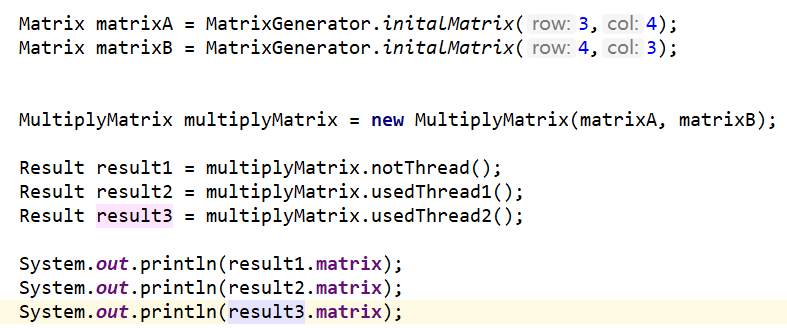 Matrix matrixA = MatrixGenerator.initalMatrix( row: 3, col: 4);
Matrix matrixB = MatrixGenerator.initalMatrix( row: 4, col: 3);
MultiplyMatrix multiplyMatrix = new MultiplyMatrix(matrixA, matrixB);
Result result1 = multiplyMatrix.notThread();
Result result2 = multiplyMatrix.usedThread1();
Result result3 = multiplyMatrix.usedThread2();
System.out.println(result1.matrix);
System.out.println(result2.matrix);
System.out.println(result3.matrix);